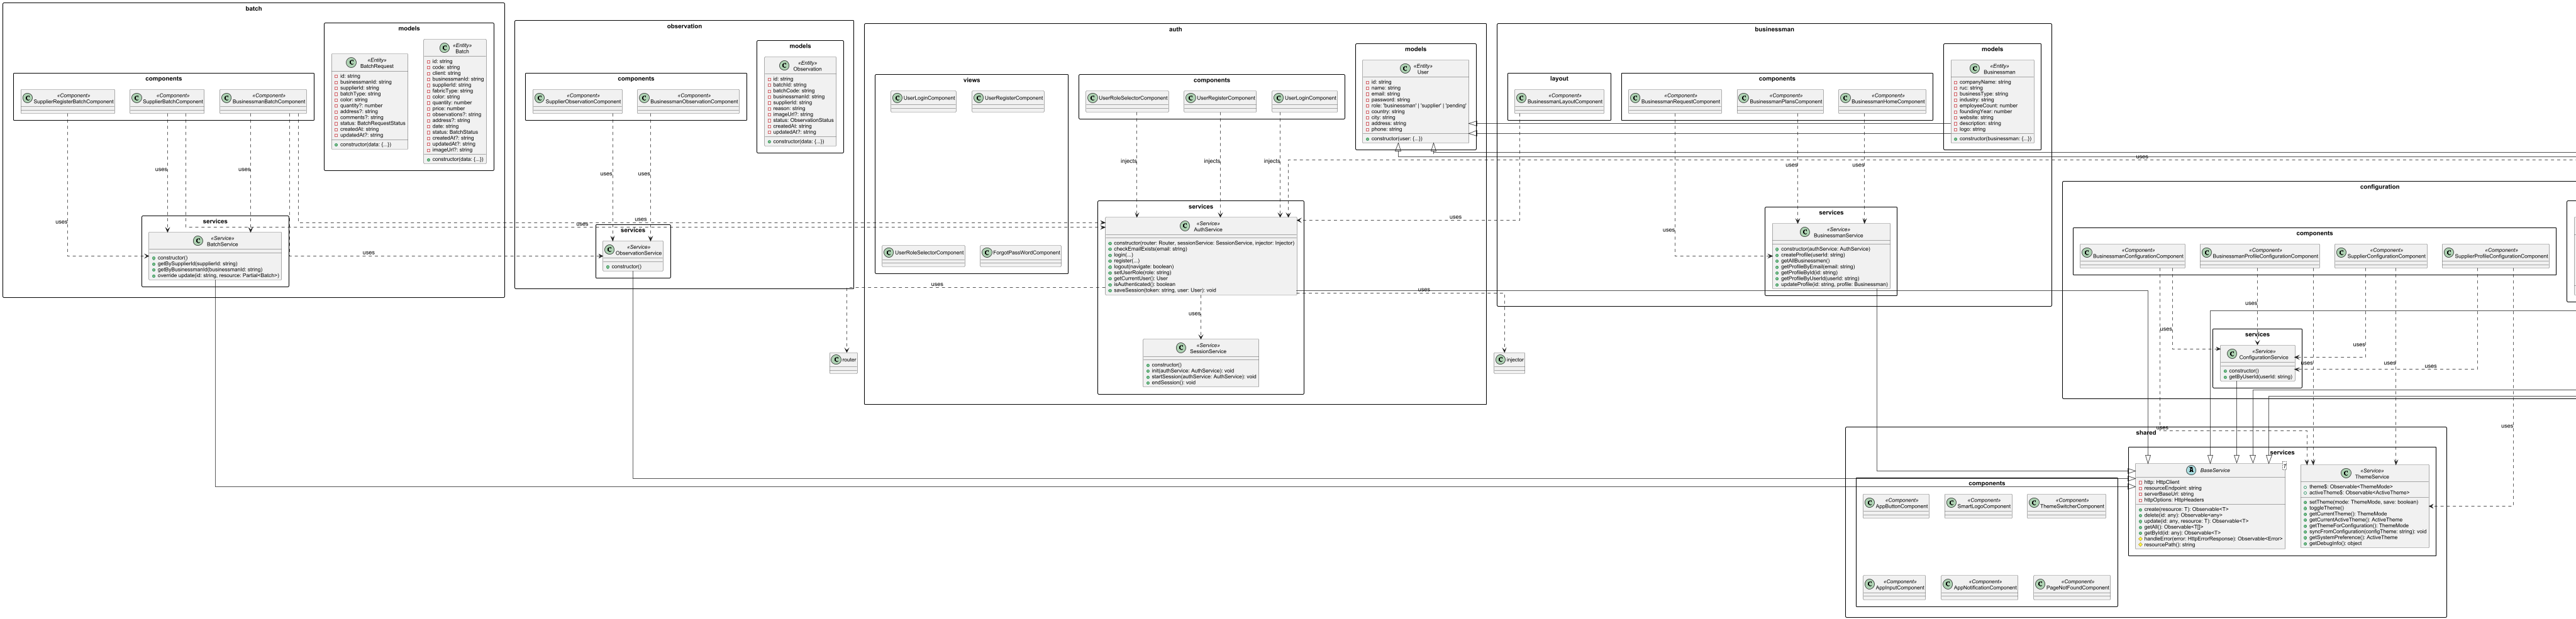 batch
models
«Entity»
BatchRequest
id: string
businessmanId: string
supplierId: string
batchType: string
color: string
quantity?: number
address?: string
comments?: string
status: BatchRequestStatus
createdAt: string
updatedAt?: string
constructor(data: {...})
«Entity»
Batch
id: string
code: string
client: string
businessmanId: string
supplierId: string
fabricType: string
color: string
quantity: number
price: number
observations?: string
address?: string
date: string
status: BatchStatus
createdAt?: string
updatedAt?: string
imageUrl?: string
constructor(data: {...})
components
«Component»
SupplierRegisterBatchComponent
«Component»
SupplierBatchComponent
«Component»
BusinessmanBatchComponent
uses
uses
uses
services
«Service»
BatchService
constructor()
getBySupplierId(supplierId: string)
getByBusinessmanId(businessmanId: string)
override update(id: string, resource: Partial<Batch>)
uses
observation
models
«Entity»
Observation
id: string
batchId: string
batchCode: string
businessmanId: string
supplierId: string
reason: string
imageUrl?: string
status: ObservationStatus
createdAt: string
updatedAt?: string
constructor(data: {...})
components
«Component»
SupplierObservationComponent
«Component»
BusinessmanObservationComponent
uses
uses
uses
uses
services
«Service»
ObservationService
constructor()
auth
views
UserLoginComponent
UserRegisterComponent
UserRoleSelectorComponent
ForgotPassWordComponent
components
«Component»
UserRoleSelectorComponent
«Component»
UserRegisterComponent
«Component»
UserLoginComponent
injects
injects
injects
models
«Entity»
User
id: string
name: string
email: string
password: string
role: 'businessman' | 'supplier' | 'pending'
country: string
city: string
address: string
phone: string
constructor(user: {...})
services
«Service»
AuthService
constructor(router: Router, sessionService: SessionService, injector: Injector)
checkEmailExists(email: string)
login(...)
register(...)
logout(navigate: boolean)
setUserRole(role: string)
getCurrentUser(): User
isAuthenticated(): boolean
saveSession(token: string, user: User): void
uses
uses
uses
«Service»
SessionService
constructor()
init(authService: AuthService): void
startSession(authService: AuthService): void
endSession(): void
router
injector
businessman
layout
«Component»
BusinessmanLayoutComponent
components
«Component»
BusinessmanRequestComponent
«Component»
BusinessmanPlansComponent
«Component»
BusinessmanHomeComponent
models
«Entity»
Businessman
companyName: string
ruc: string
businessType: string
industry: string
employeeCount: number
foundingYear: number
website: string
description: string
logo: string
constructor(businessman: {...})
uses
uses
uses
uses
uses
services
«Service»
BusinessmanService
constructor(authService: AuthService)
createProfile(userId: string)
getAllBusinessmen()
getProfileByEmail(email: string)
getProfileById(id: string)
getProfileByUserId(userId: string)
updateProfile(id: string, profile: Businessman)
configuration
components
«Component»
BusinessmanConfigurationComponent
«Component»
BusinessmanProfileConfigurationComponent
«Component»
SupplierConfigurationComponent
«Component»
SupplierProfileConfigurationComponent
uses
uses
uses
uses
uses
uses
uses
uses
services
«Service»
ConfigurationService
constructor()
getByUserId(userId: string)
shared
components
«Component»
AppButtonComponent
«Component»
SmartLogoComponent
«Component»
ThemeSwitcherComponent
«Component»
AppInputComponent
«Component»
AppNotificationComponent
«Component»
PageNotFoundComponent
services
BaseService
T
http: HttpClient
resourceEndpoint: string
serverBaseUrl: string
httpOptions: HttpHeaders
create(resource: T): Observable<T>
delete(id: any): Observable<any>
update(id: any, resource: T): Observable<T>
getAll(): Observable<T[]>
getById(id: any): Observable<T>
handleError(error: HttpErrorResponse): Observable<Error>
resourcePath(): string
«Service»
ThemeService
theme$: Observable<ThemeMode>
activeTheme$: Observable<ActiveTheme>
setTheme(mode: ThemeMode, save: boolean)
toggleTheme()
getCurrentTheme(): ThemeMode
getCurrentActiveTheme(): ActiveTheme
getThemeForConfiguration(): ThemeMode
syncFromConfiguration(configTheme: string): void
getSystemPreference(): ActiveTheme
getDebugInfo(): object